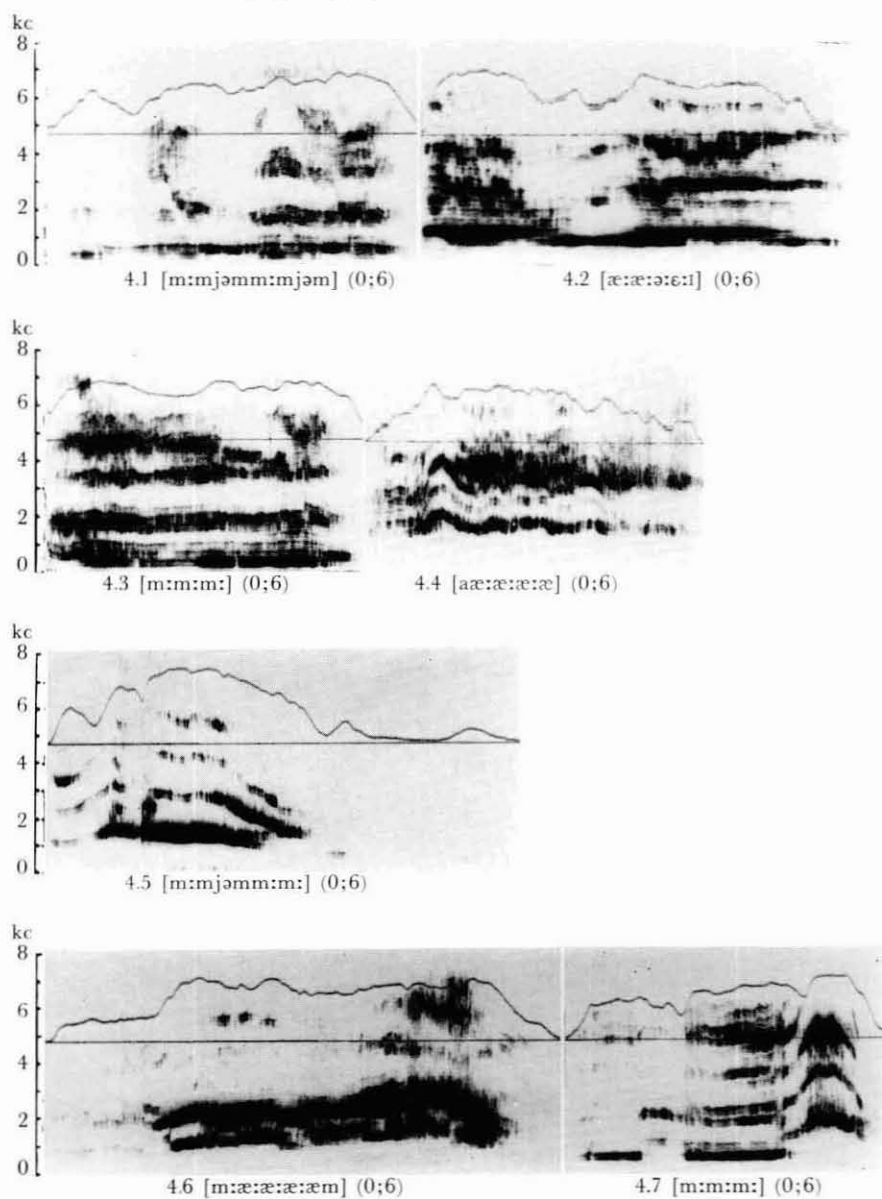 kc
8
6
4
2
0
4.1 [m:mjəmm:mjəm] (0;6)
4.2 [æ:æ:ə:ɛ:ɪ] (0;6)
kc
8
6
4
2
0
4.3 [m:m:m:] (0;6)
4.4 [aæ:æ:æ:æ] (0;6)
kc
8
6
4
2
0
4.5 [m:mjəmm:m:] (0;6)
kc
8
6
4
2
0
4.6 [m:æ:æ:æ:æm] (0;6)
4.7 [m:m:m:] (0;6)